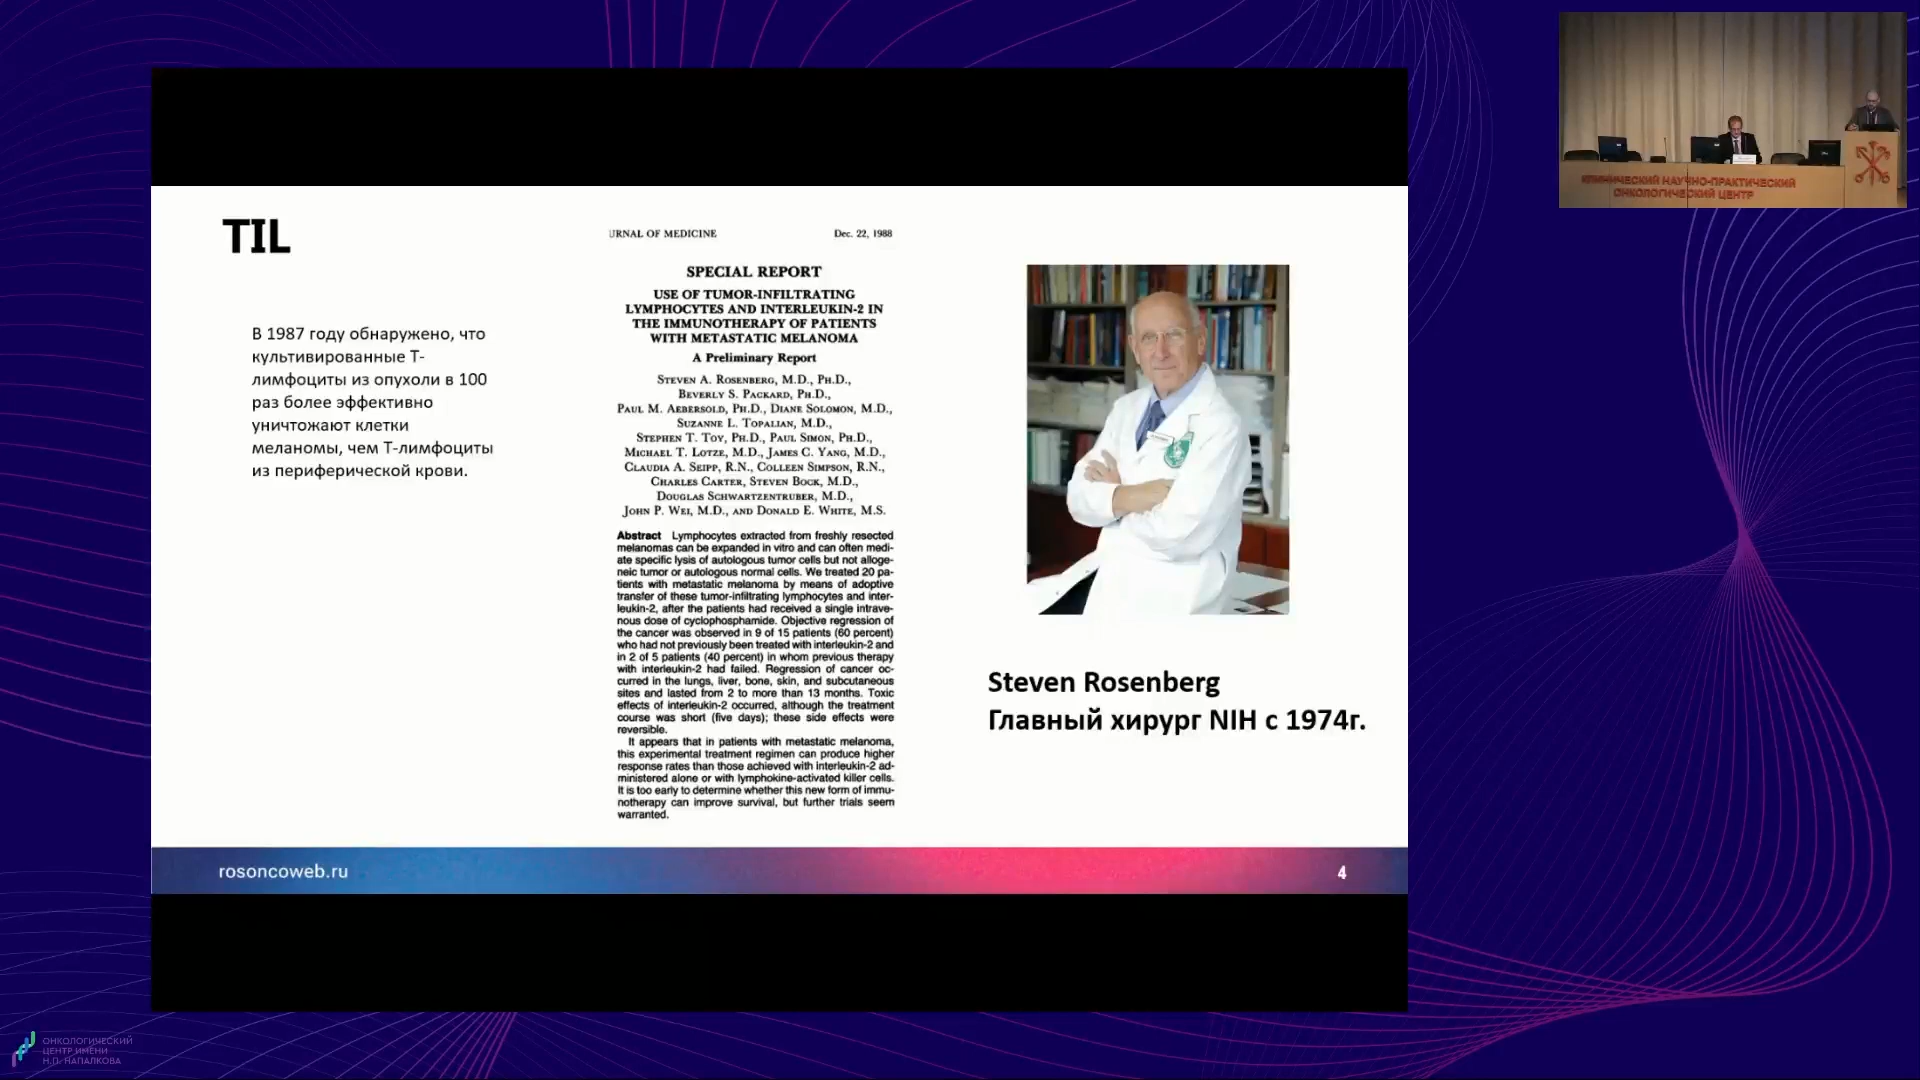 TIL
В 1987 году обнаружено, что
культивированные Т-
лимфоциты из опухоли в 100
раз более эффективно
уничтожают клетки
меланомы, чем Т-лимфоциты
из периферической крови.
URNAL OF MEDICINE Dec. 22, 1988
SPECIAL REPORT
USE OF TUMOR-INFILTRATING
LYMPHOCYTES AND INTERLEUKIN-2 IN
THE IMMUNOTHERAPY OF PATIENTS
WITH METASTATIC MELANOMA
A Preliminary Report
STEVEN A. ROSENBERG, M.D., PH.D.,
BEVERLY S. PACKARD, PH.D.,
PAUL M. AEBERSOLD, PH.D., DIANE SOLOMON, M.D.,
SUZANNE L. TOPALIAN, M.D.,
STEPHEN T. TOY, PH.D., PAUL SIMON, PH.D.,
MICHAEL T. LOTZE, M.D., JAMES C. YANG, M.D.,
CLAUDIA A. SEIPP, R.N., COLLEEN SIMPSON, R.N.,
CHARLES CARTER, STEVEN BOCK, M.D.,
DOUGLAS SCHWARTZENTRUBER, M.D.,
JOHN P. WEI, M.D., AND DONALD E. WHITE, M.S.
Abstract Lymphocytes extracted from freshly resected
melanomas can be expanded in vitro and can often medi-
ate specific lysis of autologous tumor cells but not alloge-
neic tumor or autologous normal cells. We treated 20 pa-
tients with metastatic melanoma by means of adoptive
transfer of these tumor-infiltrating lymphocytes and inter-
leukin-2, after the patients had received a single intrave-
nous dose of cyclophosphamide. Objective regression of
the cancer was observed in 9 of 15 patients (60 percent)
who had not previously been treated with interleukin-2 and
in 2 of 5 patients (40 percent) in whom previous therapy
with interleukin-2 had failed. Regression of cancer oc-
curred in the lungs, liver, bone, skin, and subcutaneous
sites and lasted from 2 to more than 13 months. Toxic
effects of interleukin-2 occurred, although the treatment
course was short (five days); these side effects were
reversible.
It appears that in patients with metastatic melanoma,
this experimental treatment regimen can produce higher
response rates than those achieved with interleukin-2 ad-
ministered alone or with lymphokine-activated killer cells.
It is too early to determine whether this new form of immu-
notherapy can improve survival, but further trials seem
warranted.
Steven Rosenberg
Главный хирург NIH с 1974г.
rosoncoweb.ru 4
КЛИНИЧЕСКИЙ НАУЧНО-ПРАКТИЧЕСКИЙ
ОНКОЛОГИЧЕСКИЙ ЦЕНТР
ОНКОЛОГИЧЕСКИЙ
ЦЕНТР ИМЕНИ
Н.П. НАПАЛКОВА